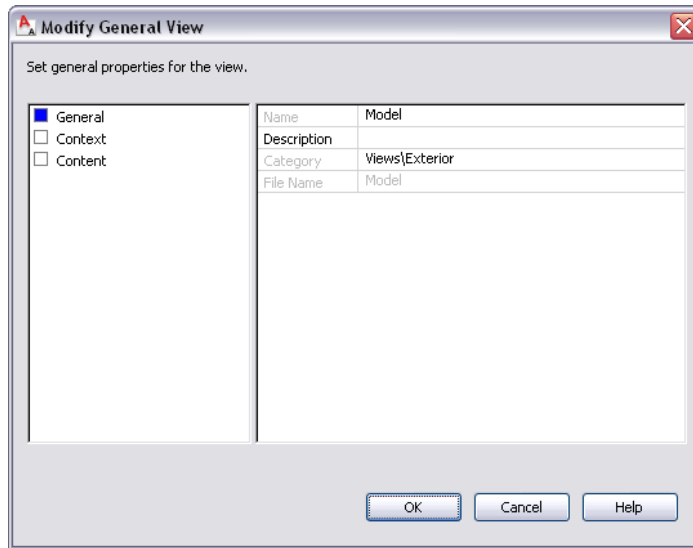 Modify General View
Set general properties for the view.
General
Context
Content
Name Model
Description
Category Views\Exterior
File Name Model
OK Cancel Help